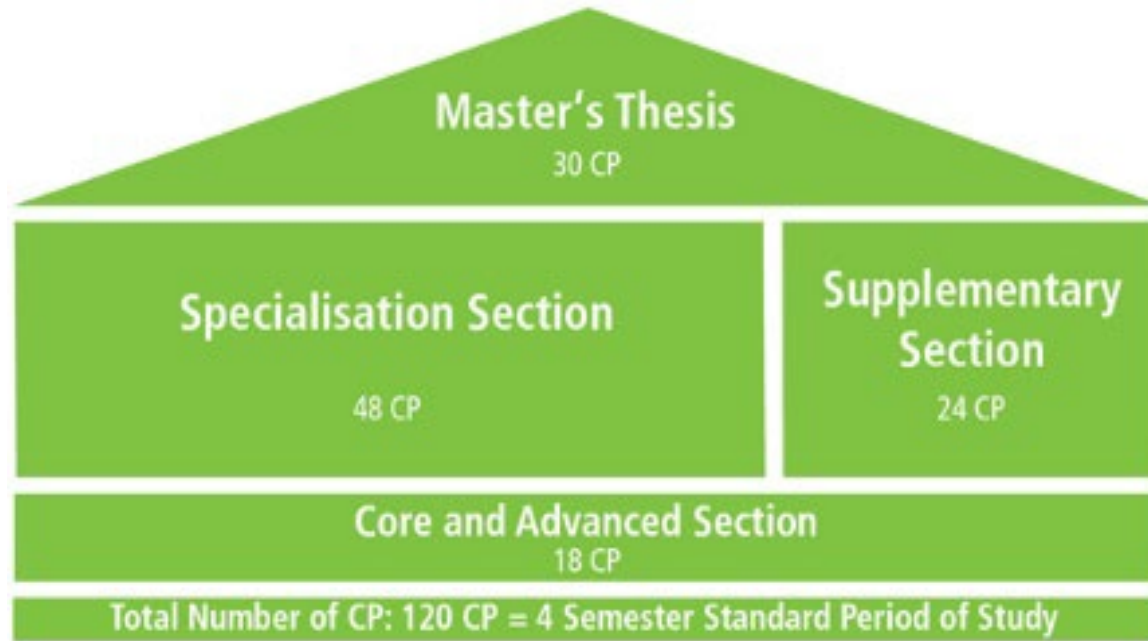 Master's Thesis
30 CP
Specialisation Section
48 CP
Supplementary
Section
24 CP
Core and Advanced Section
18 CP
Total Number of CP: 120 CP = 4 Semester Standard Period of Study